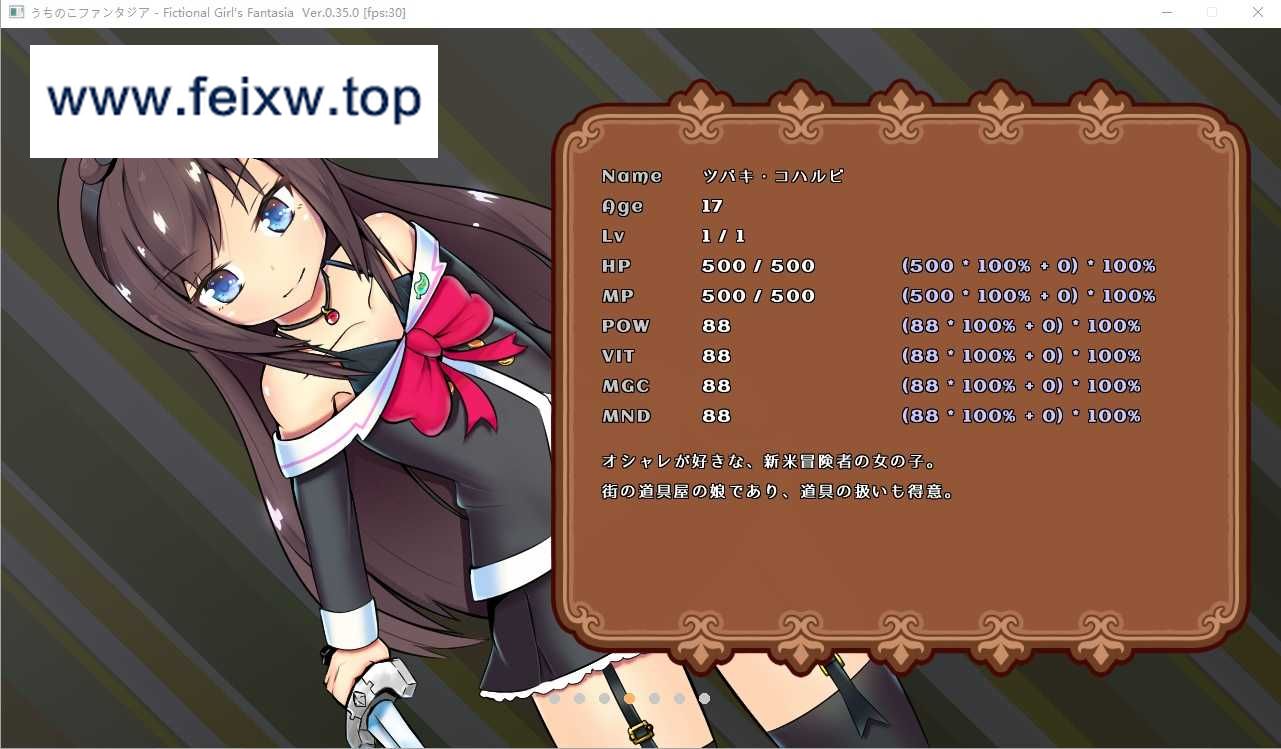 うちのこファンタジア - Fictional Girl's Fantasia Ver.0.35.0 [fps:30]
www.feixw.top
Name ツバキ・コハルビ
Age 17
Lv 1 / 1
HP 500 / 500 (500 * 100% + 0) * 100%
MP 500 / 500 (500 * 100% + 0) * 100%
POW 88 (88 * 100% + 0) * 100%
VIT 88 (88 * 100% + 0) * 100%
MGC 88 (88 * 100% + 0) * 100%
MND 88 (88 * 100% + 0) * 100%
オシャレが好きな、新米冒険者の女の子。
街の道具屋の娘であり、道具の扱いも得意。